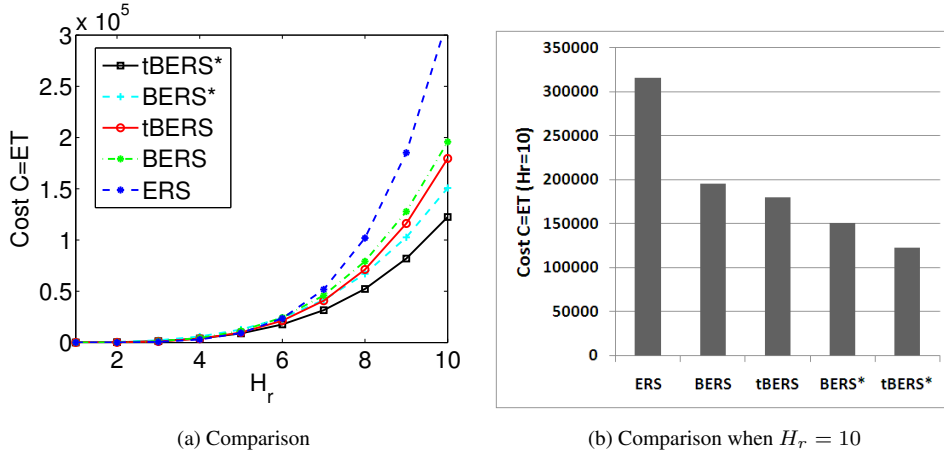 × 10^5
3
2.5
2
1.5
1
0.5
0
Cost C=ET
tBERS*
BERS*
tBERS
BERS
ERS
2 4 6 8 10
H_r
(a) Comparison
350000
300000
250000
200000
150000
100000
50000
0
Cost C=ET (Hr=10)
ERS BERS tBERS BERS* tBERS*
(b) Comparison when H_r = 10